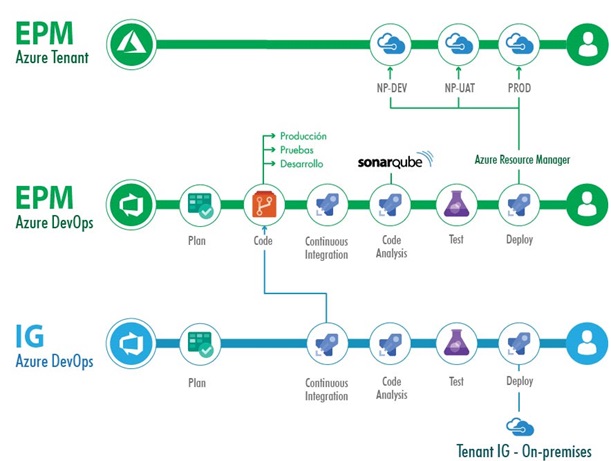 EPM
Azure Tenant
NP-DEV
NP-UAT
PROD
Producción
Pruebas
Desarrollo
sonarqube
Azure Resource Manager
EPM
Azure DevOps
Plan
Code
Continuous
Integration
Code
Analysis
Test
Deploy
IG
Azure DevOps
Plan
Continuous
Integration
Code
Analysis
Test
Deploy
Tenant IG - On-premises